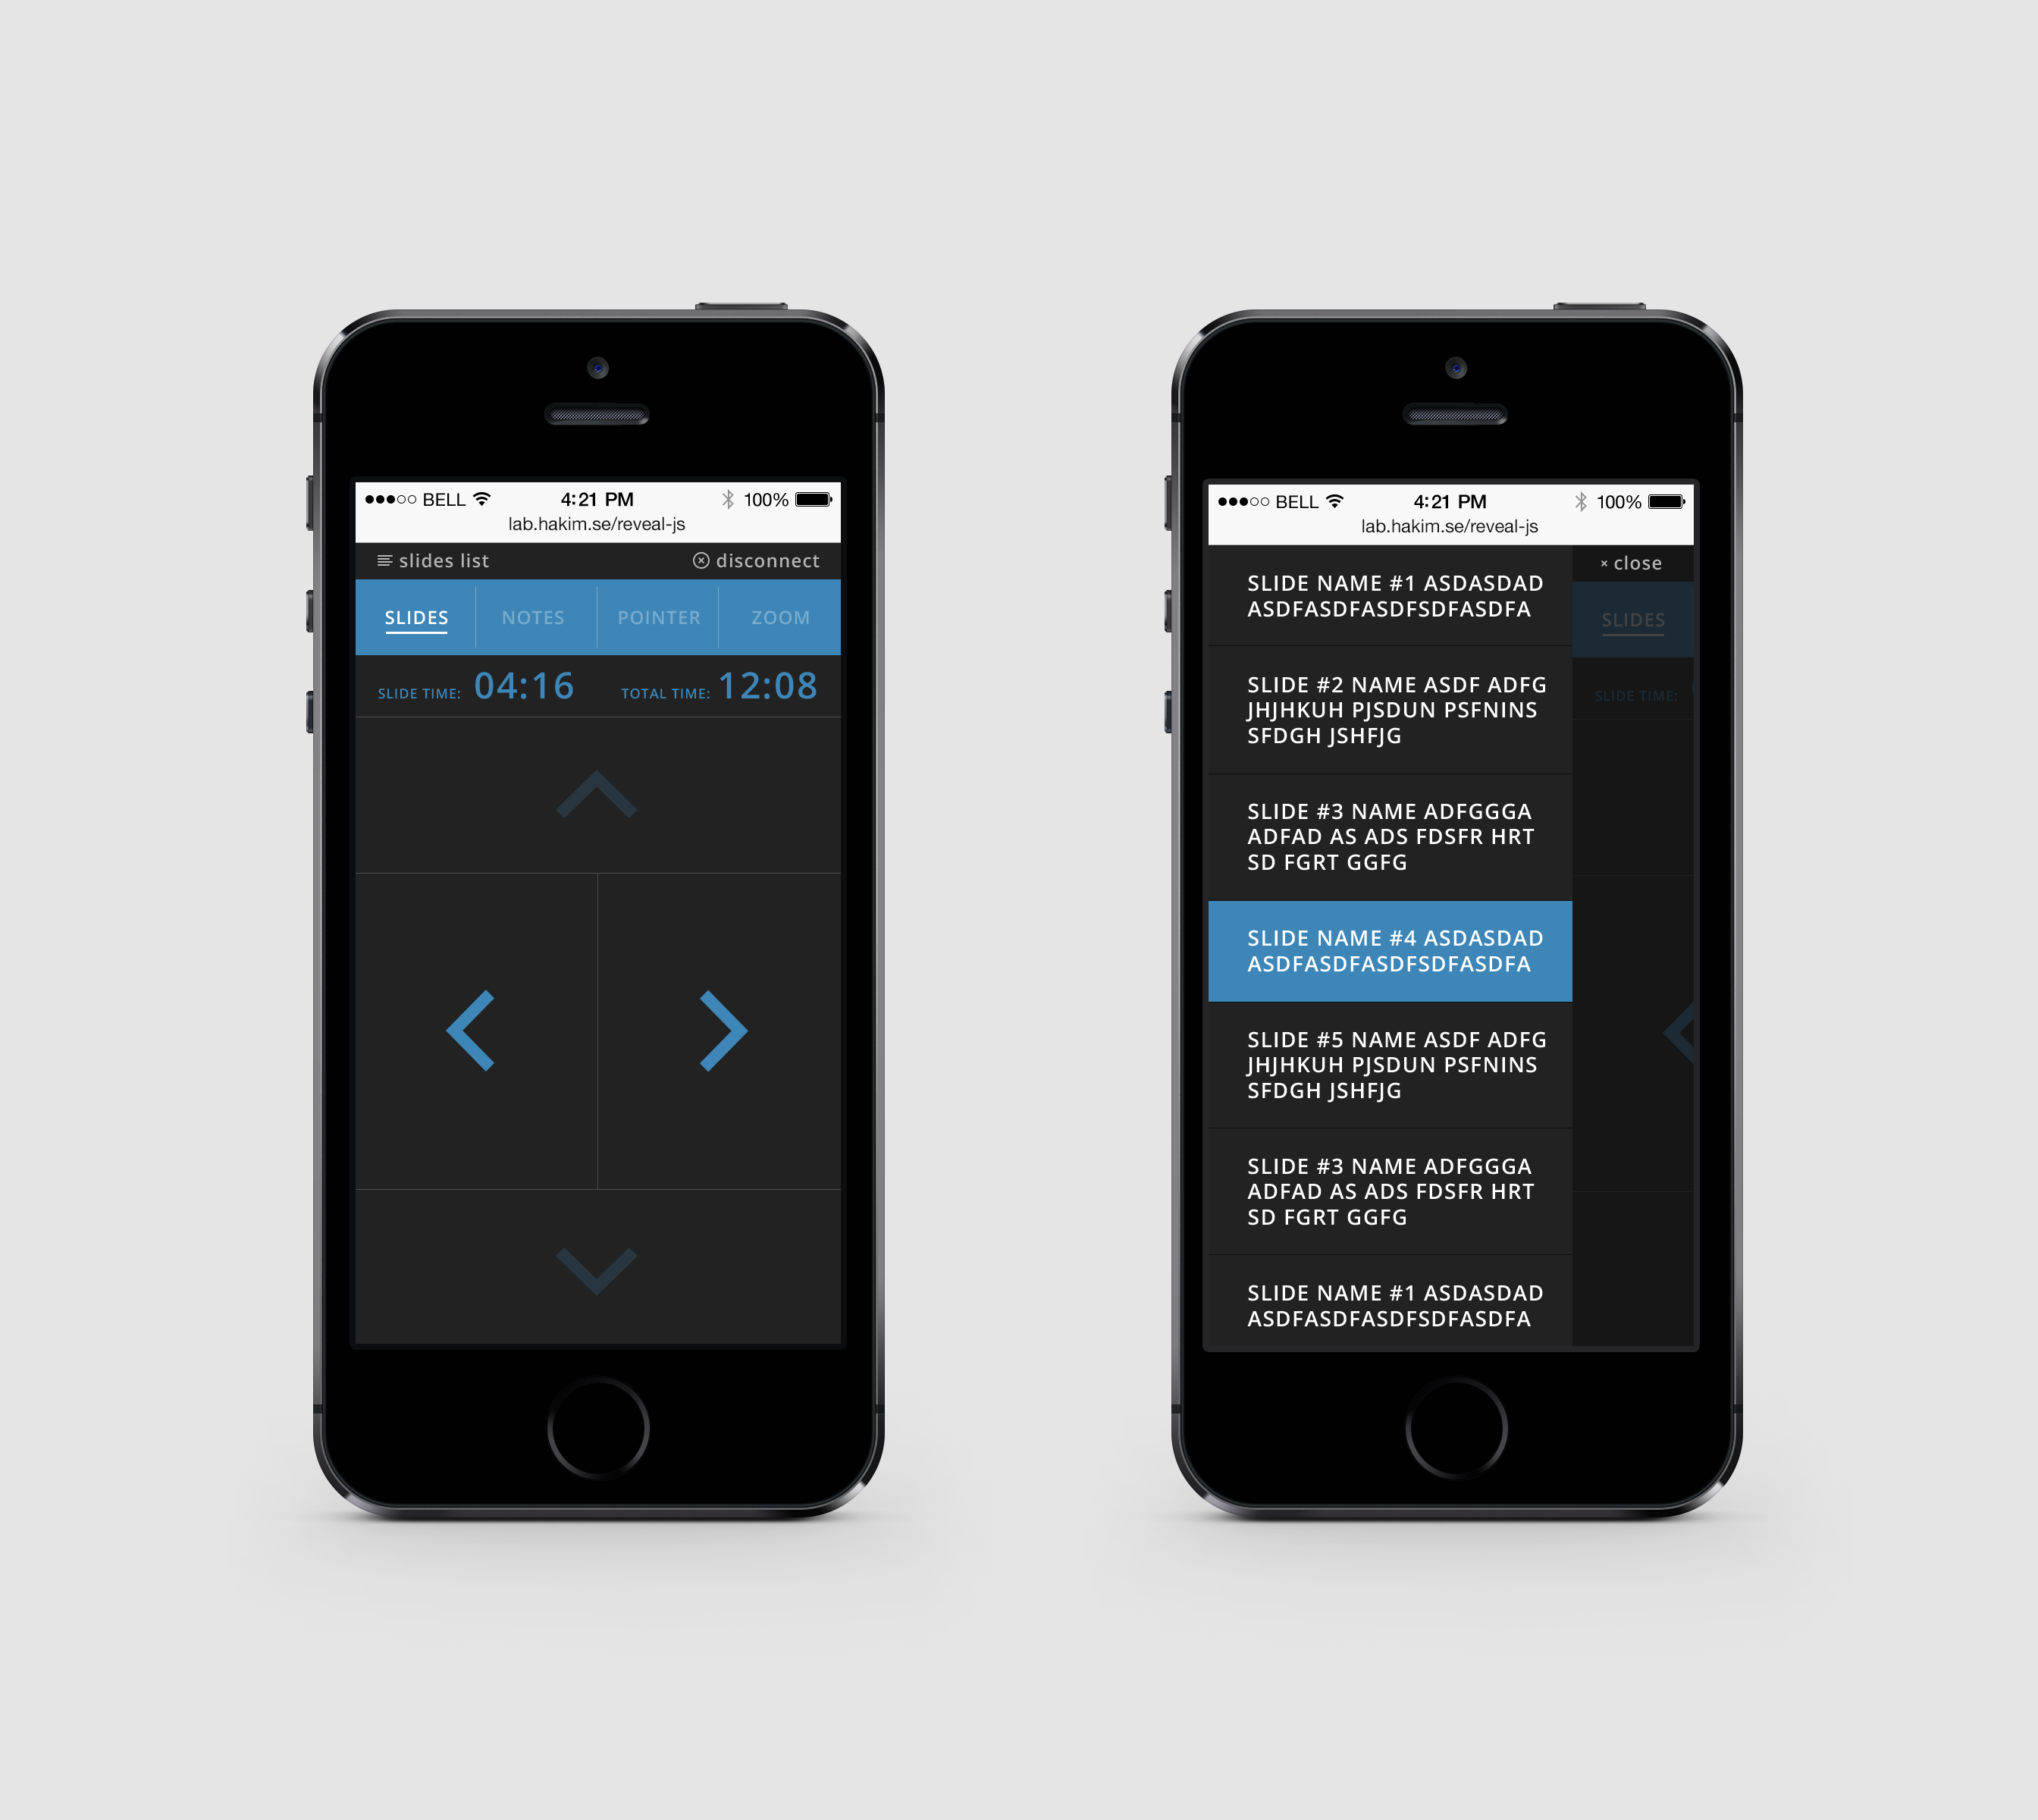 BELL 4:21 PM 100%
lab.hakim.se/reveal-js
slides list disconnect
SLIDES NOTES POINTER ZOOM
SLIDE TIME: 04:16 TOTAL TIME: 12:08
BELL 4:21 PM 100%
lab.hakim.se/reveal-js
× close
SLIDES
SLIDE TIME:
SLIDE NAME #1 ASDASDAD
ASDFASDFASDFSDFASDFA
SLIDE #2 NAME ASDF ADFG
JHJHKUH PJSDUN PSFNINS
SFDGH JSHFJG
SLIDE #3 NAME ADFGGGA
ADFAD AS ADS FDSFR HRT
SD FGRT GGFG
SLIDE NAME #4 ASDASDAD
ASDFASDFASDFSDFASDFA
SLIDE #5 NAME ASDF ADFG
JHJHKUH PJSDUN PSFNINS
SFDGH JSHFJG
SLIDE #3 NAME ADFGGGA
ADFAD AS ADS FDSFR HRT
SD FGRT GGFG
SLIDE NAME #1 ASDASDAD
ASDFASDFASDFSDFASDFA